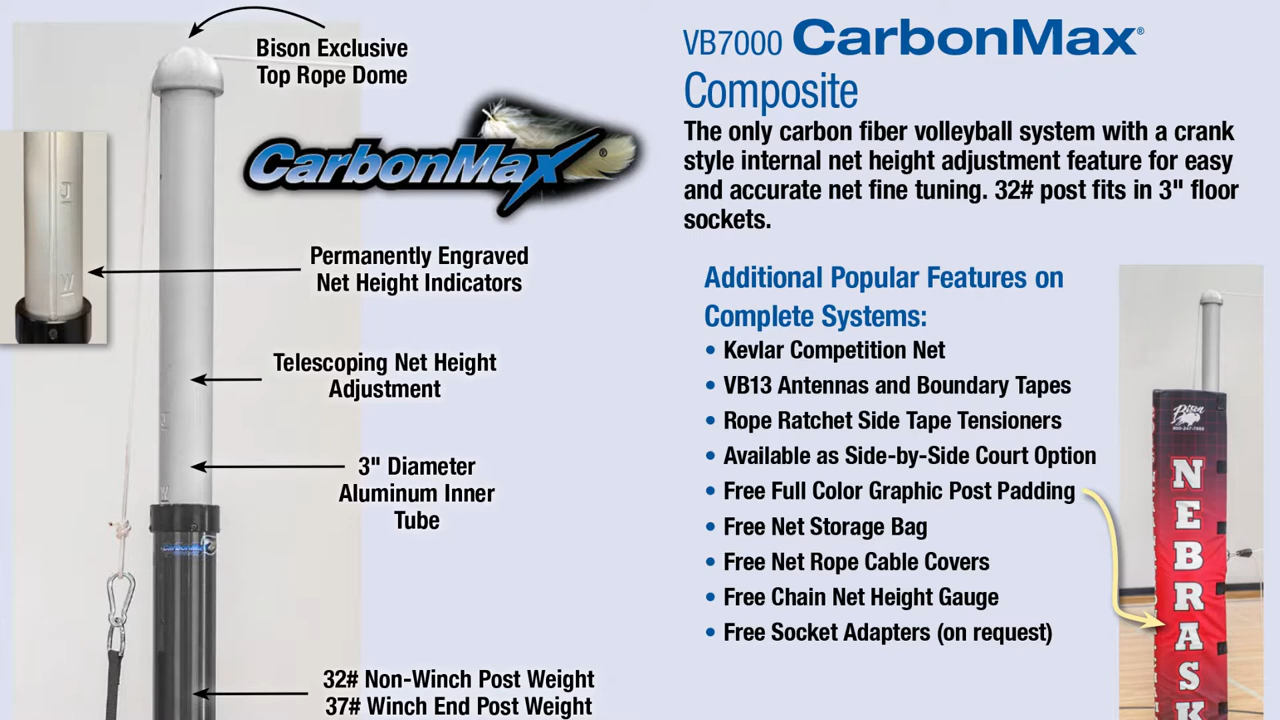 Bison Exclusive
Top Rope Dome
CarbonMax®
J
W
Permanently Engraved
Net Height Indicators
Telescoping Net Height
Adjustment
J
W
3" Diameter
Aluminum Inner
Tube
CarbonMax
32# Non-Winch Post Weight
37# Winch End Post Weight
VB7000 CarbonMax®
Composite
The only carbon fiber volleyball system with a crank
style internal net height adjustment feature for easy
and accurate net fine tuning. 32# post fits in 3" floor
sockets.
Additional Popular Features on
Complete Systems:
• Kevlar Competition Net
• VB13 Antennas and Boundary Tapes
• Rope Ratchet Side Tape Tensioners
• Available as Side-by-Side Court Option
• Free Full Color Graphic Post Padding
• Free Net Storage Bag
• Free Net Rope Cable Covers
• Free Chain Net Height Gauge
• Free Socket Adapters (on request)
Bison
800-247-7668
NEBRASK